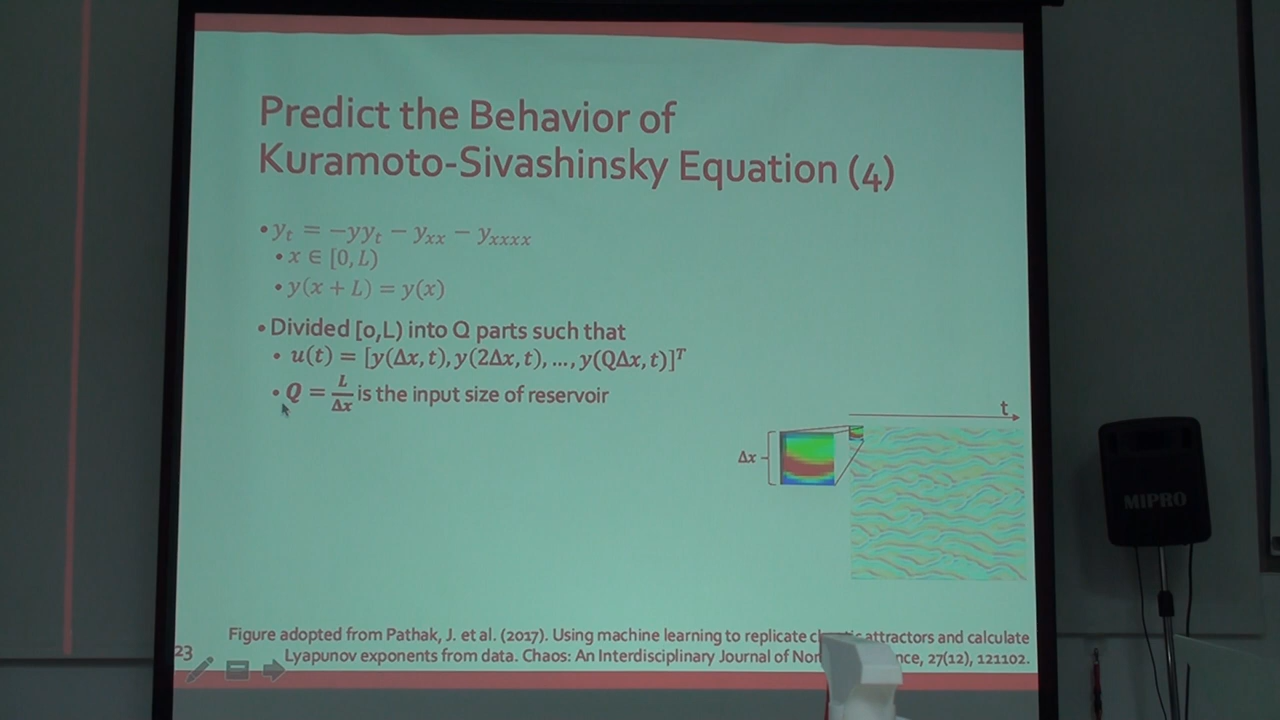 Predict the Behavior of
Kuramoto-Sivashinsky Equation (4)
• y_t = −yy_t − y_xx − y_xxxx
• x ∈ [0, L)
• y(x + L) = y(x)
• Divided [0,L) into Q parts such that
• u(t) = [y(Δx, t), y(2Δx, t), ..., y(QΔx, t)]^T
• Q = L/Δx is the input size of reservoir
t
Δx
MIPRO
Figure adopted from Pathak, J. et al. (2017). Using machine learning to replicate attractors and calculate
23
Lyapunov exponents from data. Chaos: An Interdisciplinary Journal of 27(12), 121102.